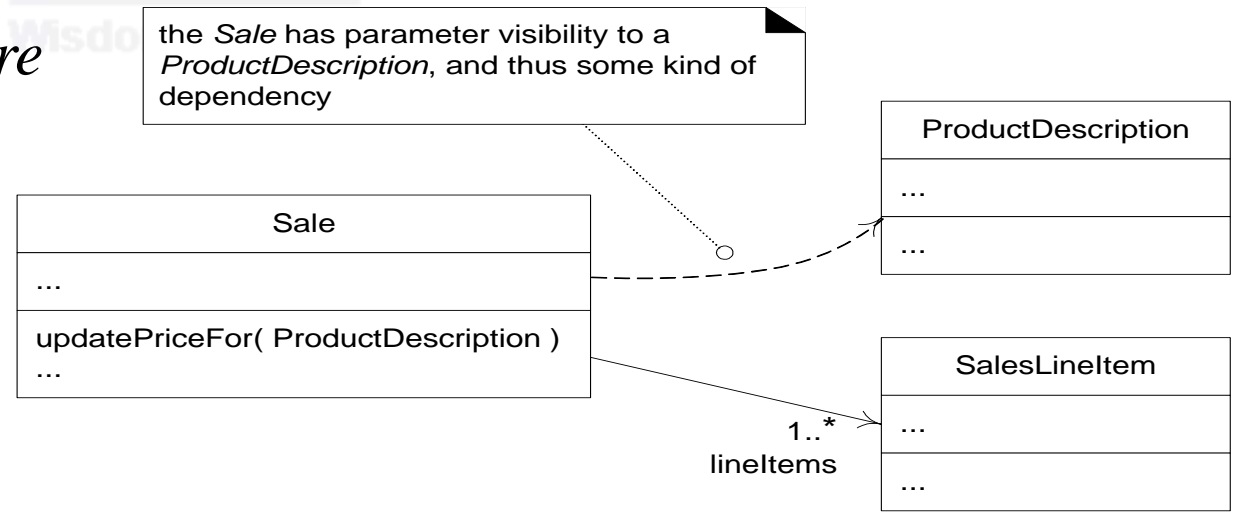 Wisdo
re
the Sale has parameter visibility to a
ProductDescription, and thus some kind of
dependency
ProductDescription
...
...
Sale
...
updatePriceFor( ProductDescription )
...
SalesLineItem
...
...
1..*
lineItems